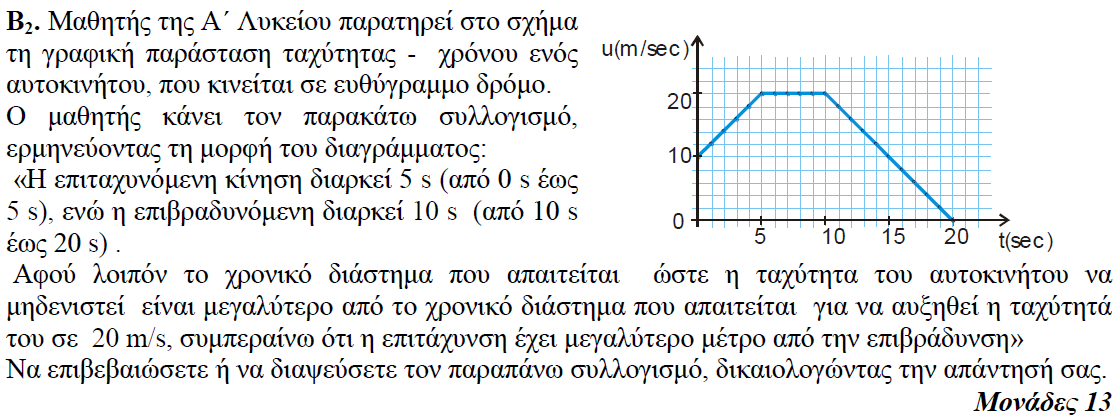 Β₂. Μαθητής της Α΄ Λυκείου παρατηρεί στο σχήμα
τη γραφική παράσταση ταχύτητας - χρόνου ενός
αυτοκινήτου, που κινείται σε ευθύγραμμο δρόμο.
Ο μαθητής κάνει τον παρακάτω συλλογισμό,
ερμηνεύοντας τη μορφή του διαγράμματος:
«Η επιταχυνόμενη κίνηση διαρκεί 5 s (από 0 s έως
5 s), ενώ η επιβραδυνόμενη διαρκεί 10 s (από 10 s
έως 20 s) .
u(m/sec)
20
10
0
5 10 15 20
t(sec)
Αφού λοιπόν το χρονικό διάστημα που απαιτείται ώστε η ταχύτητα του αυτοκινήτου να
μηδενιστεί είναι μεγαλύτερο από το χρονικό διάστημα που απαιτείται για να αυξηθεί η ταχύτητά
του σε 20 m/s, συμπεραίνω ότι η επιτάχυνση έχει μεγαλύτερο μέτρο από την επιβράδυνση»
Να επιβεβαιώσετε ή να διαψεύσετε τον παραπάνω συλλογισμό, δικαιολογώντας την απάντησή σας.
Μονάδες 13